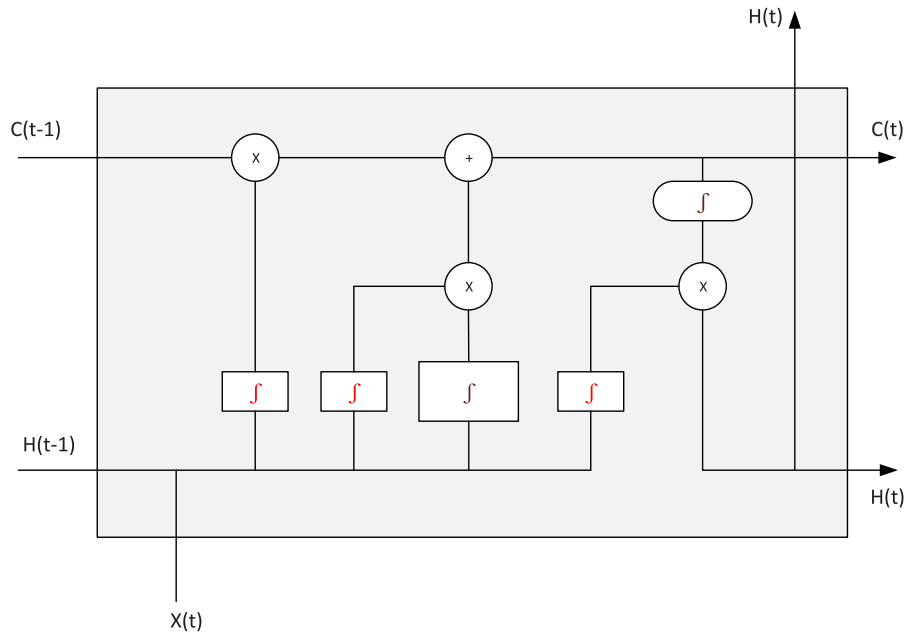 H(t)
C(t-1)
C(t)
X
+
∫
X
X
∫
∫
∫
∫
H(t-1)
H(t)
X(t)